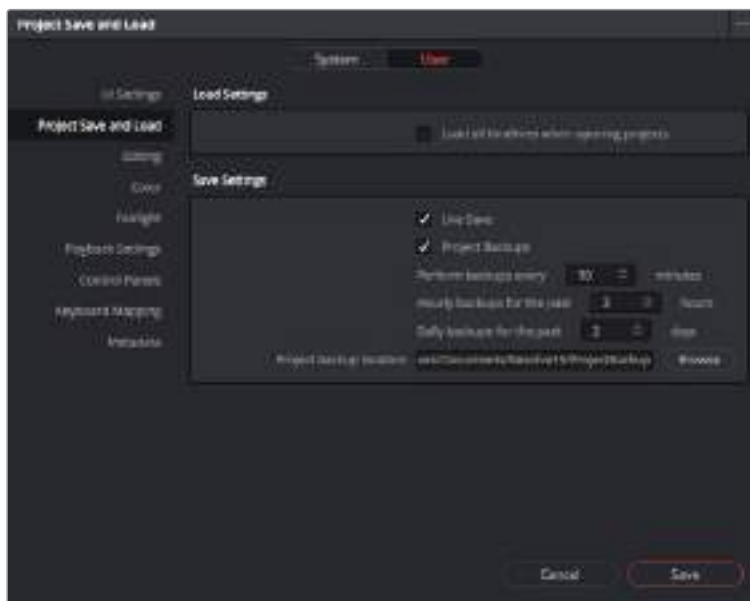 Project Save and Load
System User
UI Settings
Project Save and Load
Editing
Color
Fairlight
Playback Settings
Control Panels
Keyboard Mapping
Metadata
Load Settings
Load all timelines when opening projects
Save Settings
Live Save
Project Backups
Perform backups every 10 minutes
Hourly backups for the past hours
Daily backups for the past days
Project backup location Browse
Cancel Save